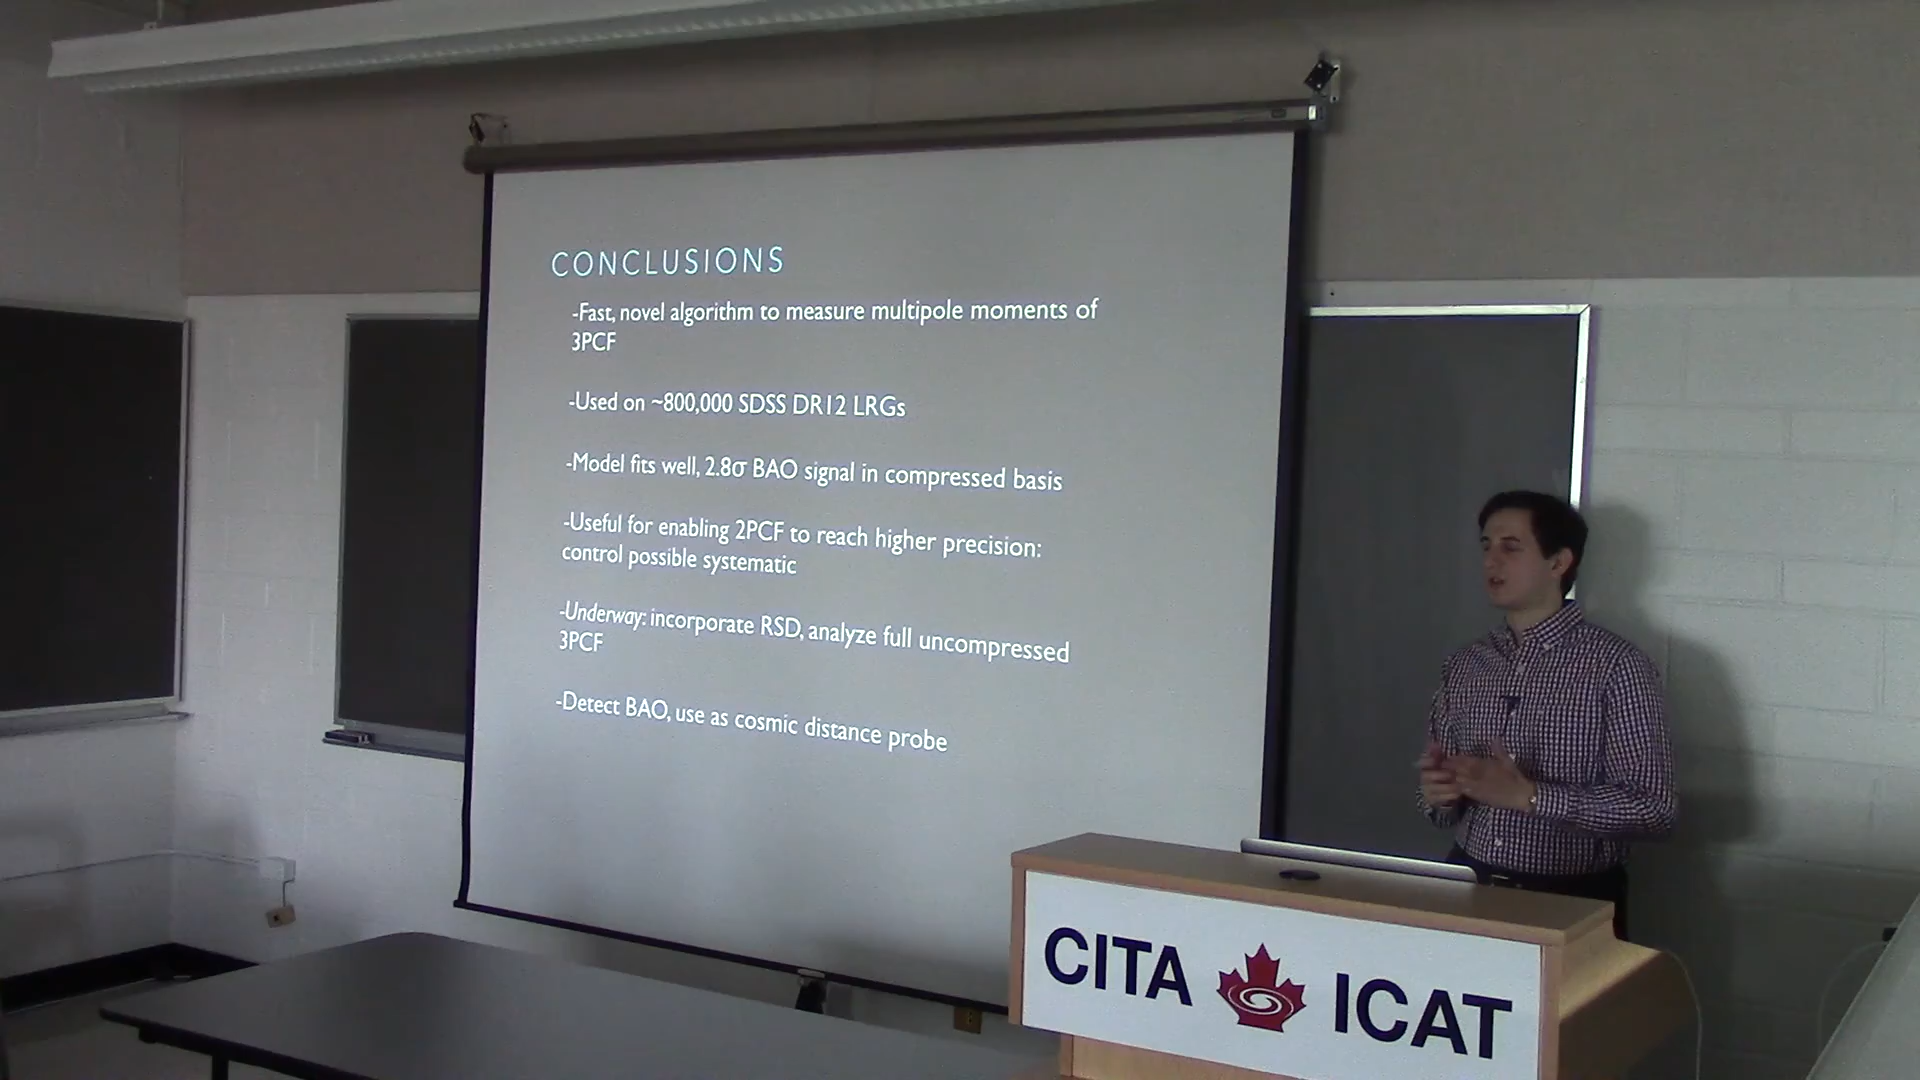 CONCLUSIONS
-Fast, novel algorithm to measure multipole moments of
3PCF
-Used on ~800,000 SDSS DR12 LRGs
-Model fits well, 2.8σ BAO signal in compressed basis
-Useful for enabling 2PCF to reach higher precision:
control possible systematic
-Underway: incorporate RSD, analyze full uncompressed
3PCF
-Detect BAO, use as cosmic distance probe
CITA ICAT